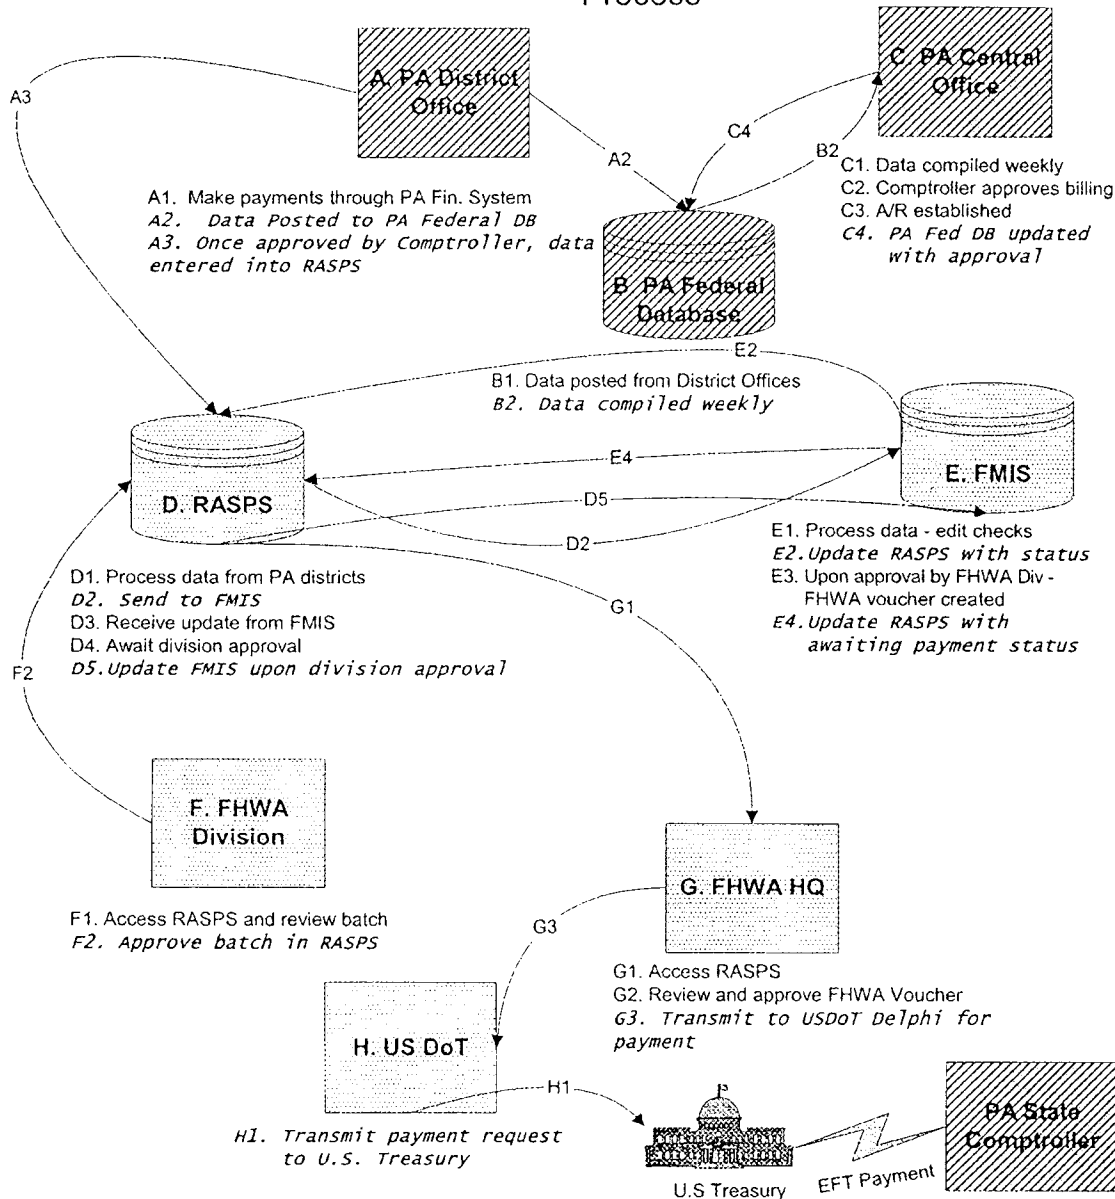 A. PA District
Office
C. PA Central
Office
A3
A2
C4
B2
A1. Make payments through PA Fin. System
A2. Data Posted to PA Federal DB
A3. Once approved by Comptroller, data
entered into RASPS
C1. Data compiled weekly
C2. Comptroller approves billing
C3. A/R established
C4. PA Fed DB updated
with approval
B. PA Federal
Database
E2
B1. Data posted from District Offices
B2. Data compiled weekly
D. RASPS
E4
D5
D2
E. FMIS
E1. Process data - edit checks
E2. Update RASPS with status
E3. Upon approval by FHWA Div -
FHWA voucher created
E4. Update RASPS with
awaiting payment status
D1. Process data from PA districts
D2. Send to FMIS
D3. Receive update from FMIS
D4. Await division approval
D5. Update FMIS upon division approval
G1
F2
F. FHWA
Division
F1. Access RASPS and review batch
F2. Approve batch in RASPS
G. FHWA HQ
G3
G1. Access RASPS
G2. Review and approve FHWA Voucher
G3. Transmit to USDoT Delphi for
payment
H. US DoT
H1
H1. Transmit payment request
to U.S. Treasury
U.S Treasury
EFT Payment
PA State
Comptroller